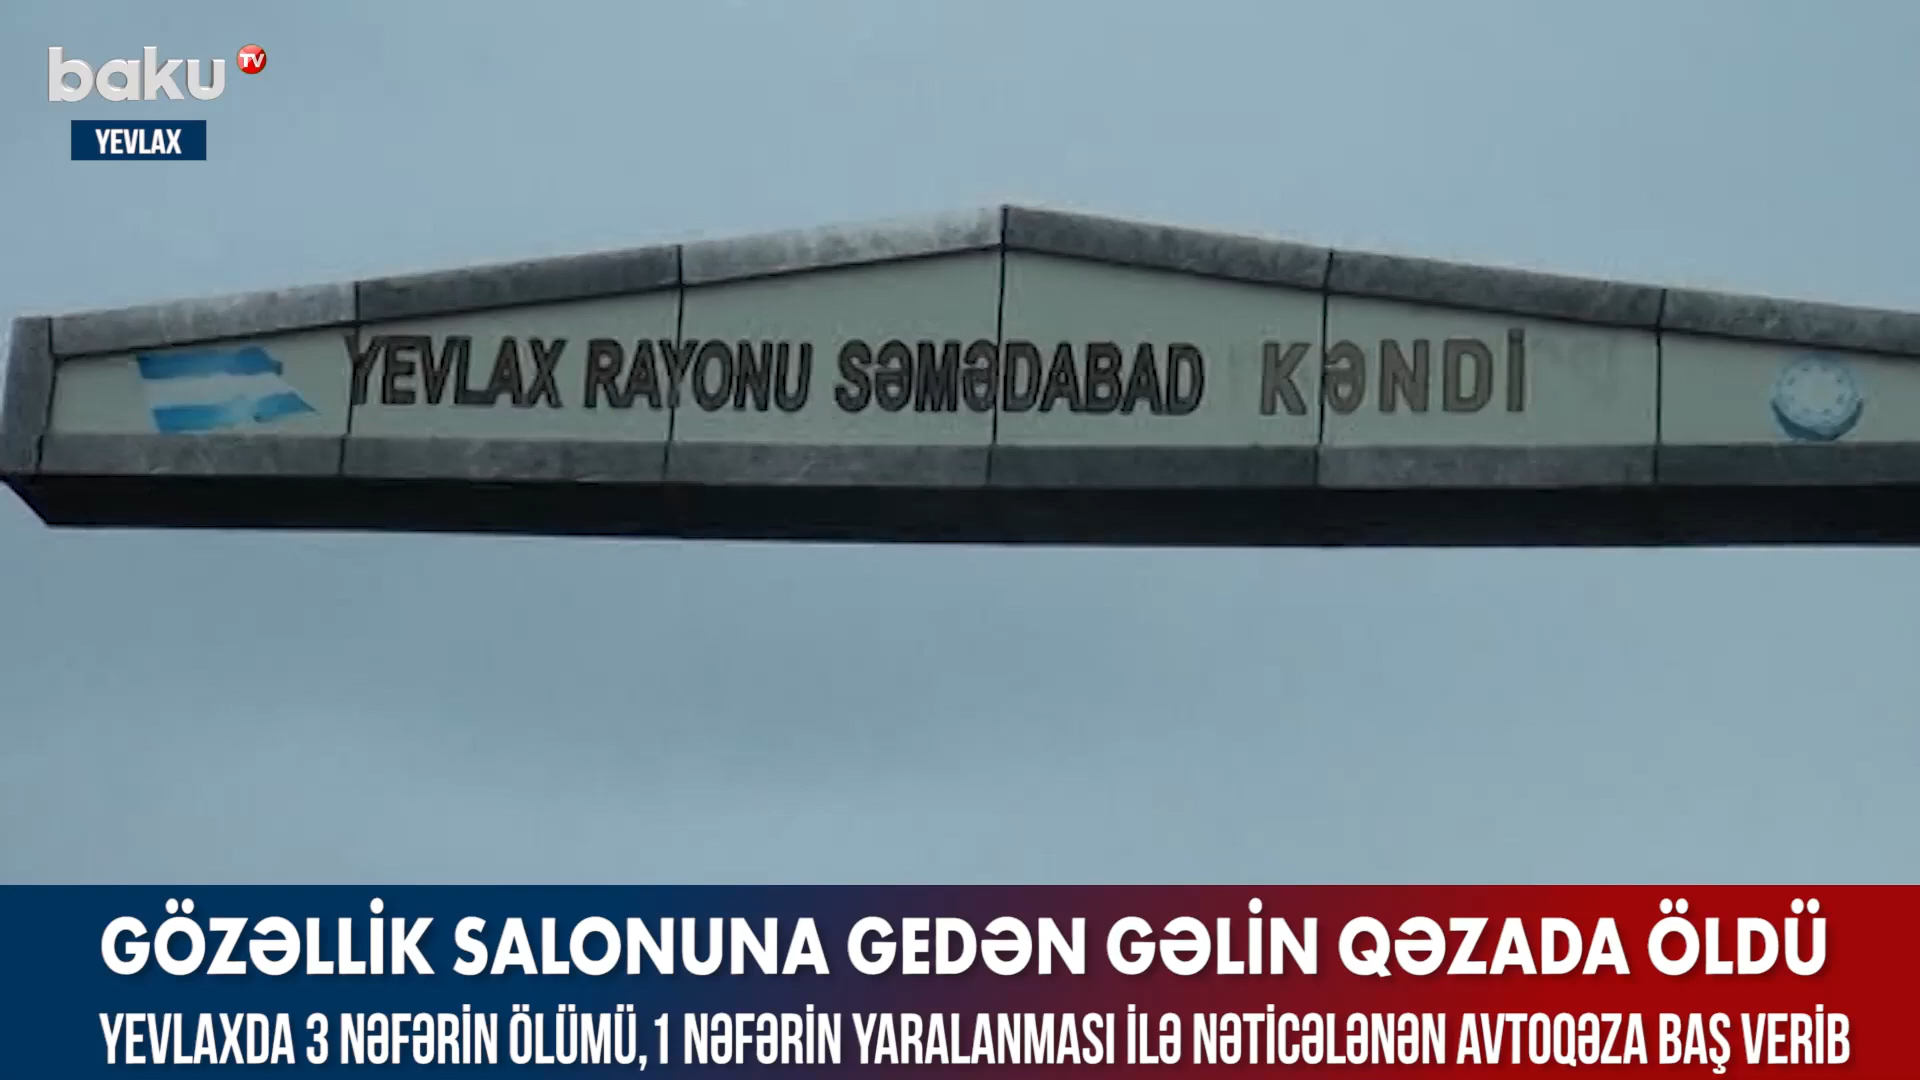 baku TV
YEVLAX
YEVLAX RAYONU SƏMƏDABAD KƏNDİ
GÖZƏLLİK SALONUNA GEDƏN GƏLİN QƏZADA ÖLDÜ
YEVLAXDA 3 NƏFƏRİN ÖLÜMÜ,1 NƏFƏRİN YARALANMASI İLƏ NƏTİCƏLƏNƏN AVTOQƏZA BAŞ VERİB